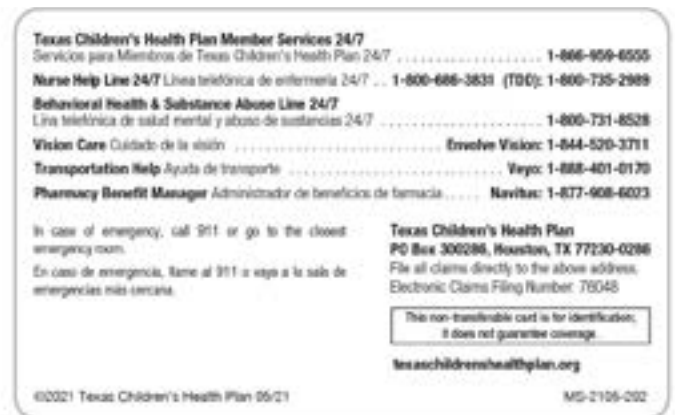 Texas Children's Health Plan Member Services 24/7
Servicios para Miembros de Texas Children's Health Plan 24/7 . . . . . . . . . . . . . . . . . . . 1-866-959-6555
Nurse Help Line 24/7 Línea telefónica de enfermería 24/7 . . 1-800-686-3831 (TDD): 1-800-735-2989
Behavioral Health & Substance Abuse Line 24/7
Lína telefónica de salud mental y abuso de sustancias 24/7 . . . . . . . . . . . . . . . . . . . . . 1-800-731-8528
Vision Care Cuidado de la visión . . . . . . . . . . . . . . . . . . . . . . . . . . . Envolve Vision: 1-844-520-3711
Transportation Help Ayuda de transporte . . . . . . . . . . . . . . . . . . . . . . . . . . . . Veyo: 1-888-401-0170
Pharmacy Benefit Manager Administrador de beneficios de farmacia . . . . . Navitus: 1-877-908-6023
In case of emergency, call 911 or go to the closest
emergency room.
En caso de emergencia, llame al 911 o vaya a la sala de
emergencias más cercana.
Texas Children's Health Plan
PO Box 300286, Houston, TX 77230-0286
File all claims directly to the above address.
Electronic Claims Filing Number: 76048
This non-transferable card is for identification;
it does not guarantee coverage.
texaschildrenshealthplan.org
©2021 Texas Children's Health Plan 05/21
MS-2105-202